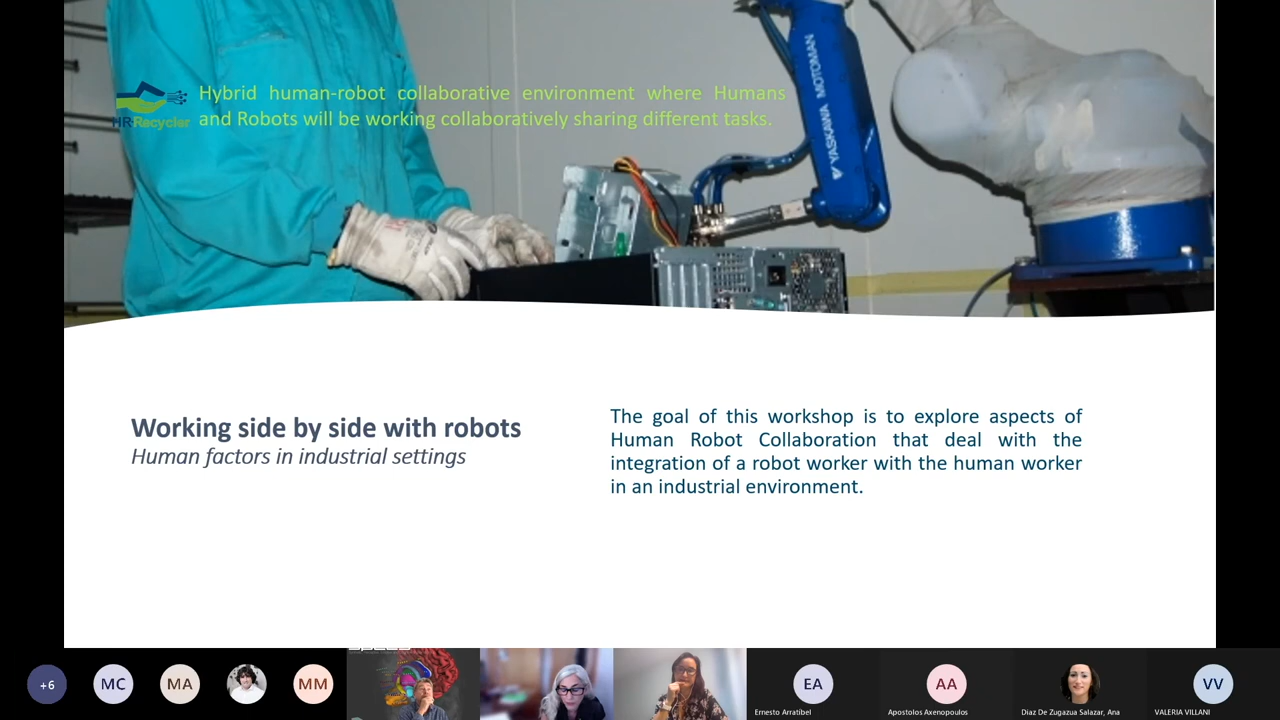 Hybrid human-robot collaborative environment where Humans
and Robots will be working collaboratively sharing different tasks.
HR-Recycler
YASKAWA MOTOMAN
Working side by side with robots
Human factors in industrial settings
The goal of this workshop is to explore aspects of
Human Robot Collaboration that deal with the
integration of a robot worker with the human worker
in an industrial environment.
+6
MC
MA
MM
EA
AA
VV
Ernesto Arratibel
Apostolos Axenopoulos
Diaz De Zugazua Salazar, Ana
VALERIA VILLANI